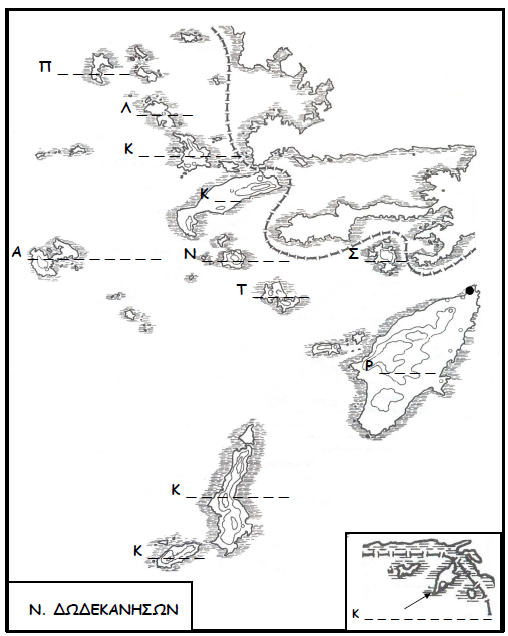 Π _ _ _ _ _ _ _
Λ _ _ _ _
Κ _ _ _ _ _ _ _
Κ _ _
Α _ _ _ _ _ _ _ _ _
Ν _ _ _ _ _ _
Σ _ _ _
Τ _ _ _ _
Ρ _ _ _ _
Κ _ _ _ _ _ _ _
Κ _ _ _ _
Κ _ _ _ _ _ _ _ _ _
Ν. ΔΩΔΕΚΑΝΗΣΩΝ